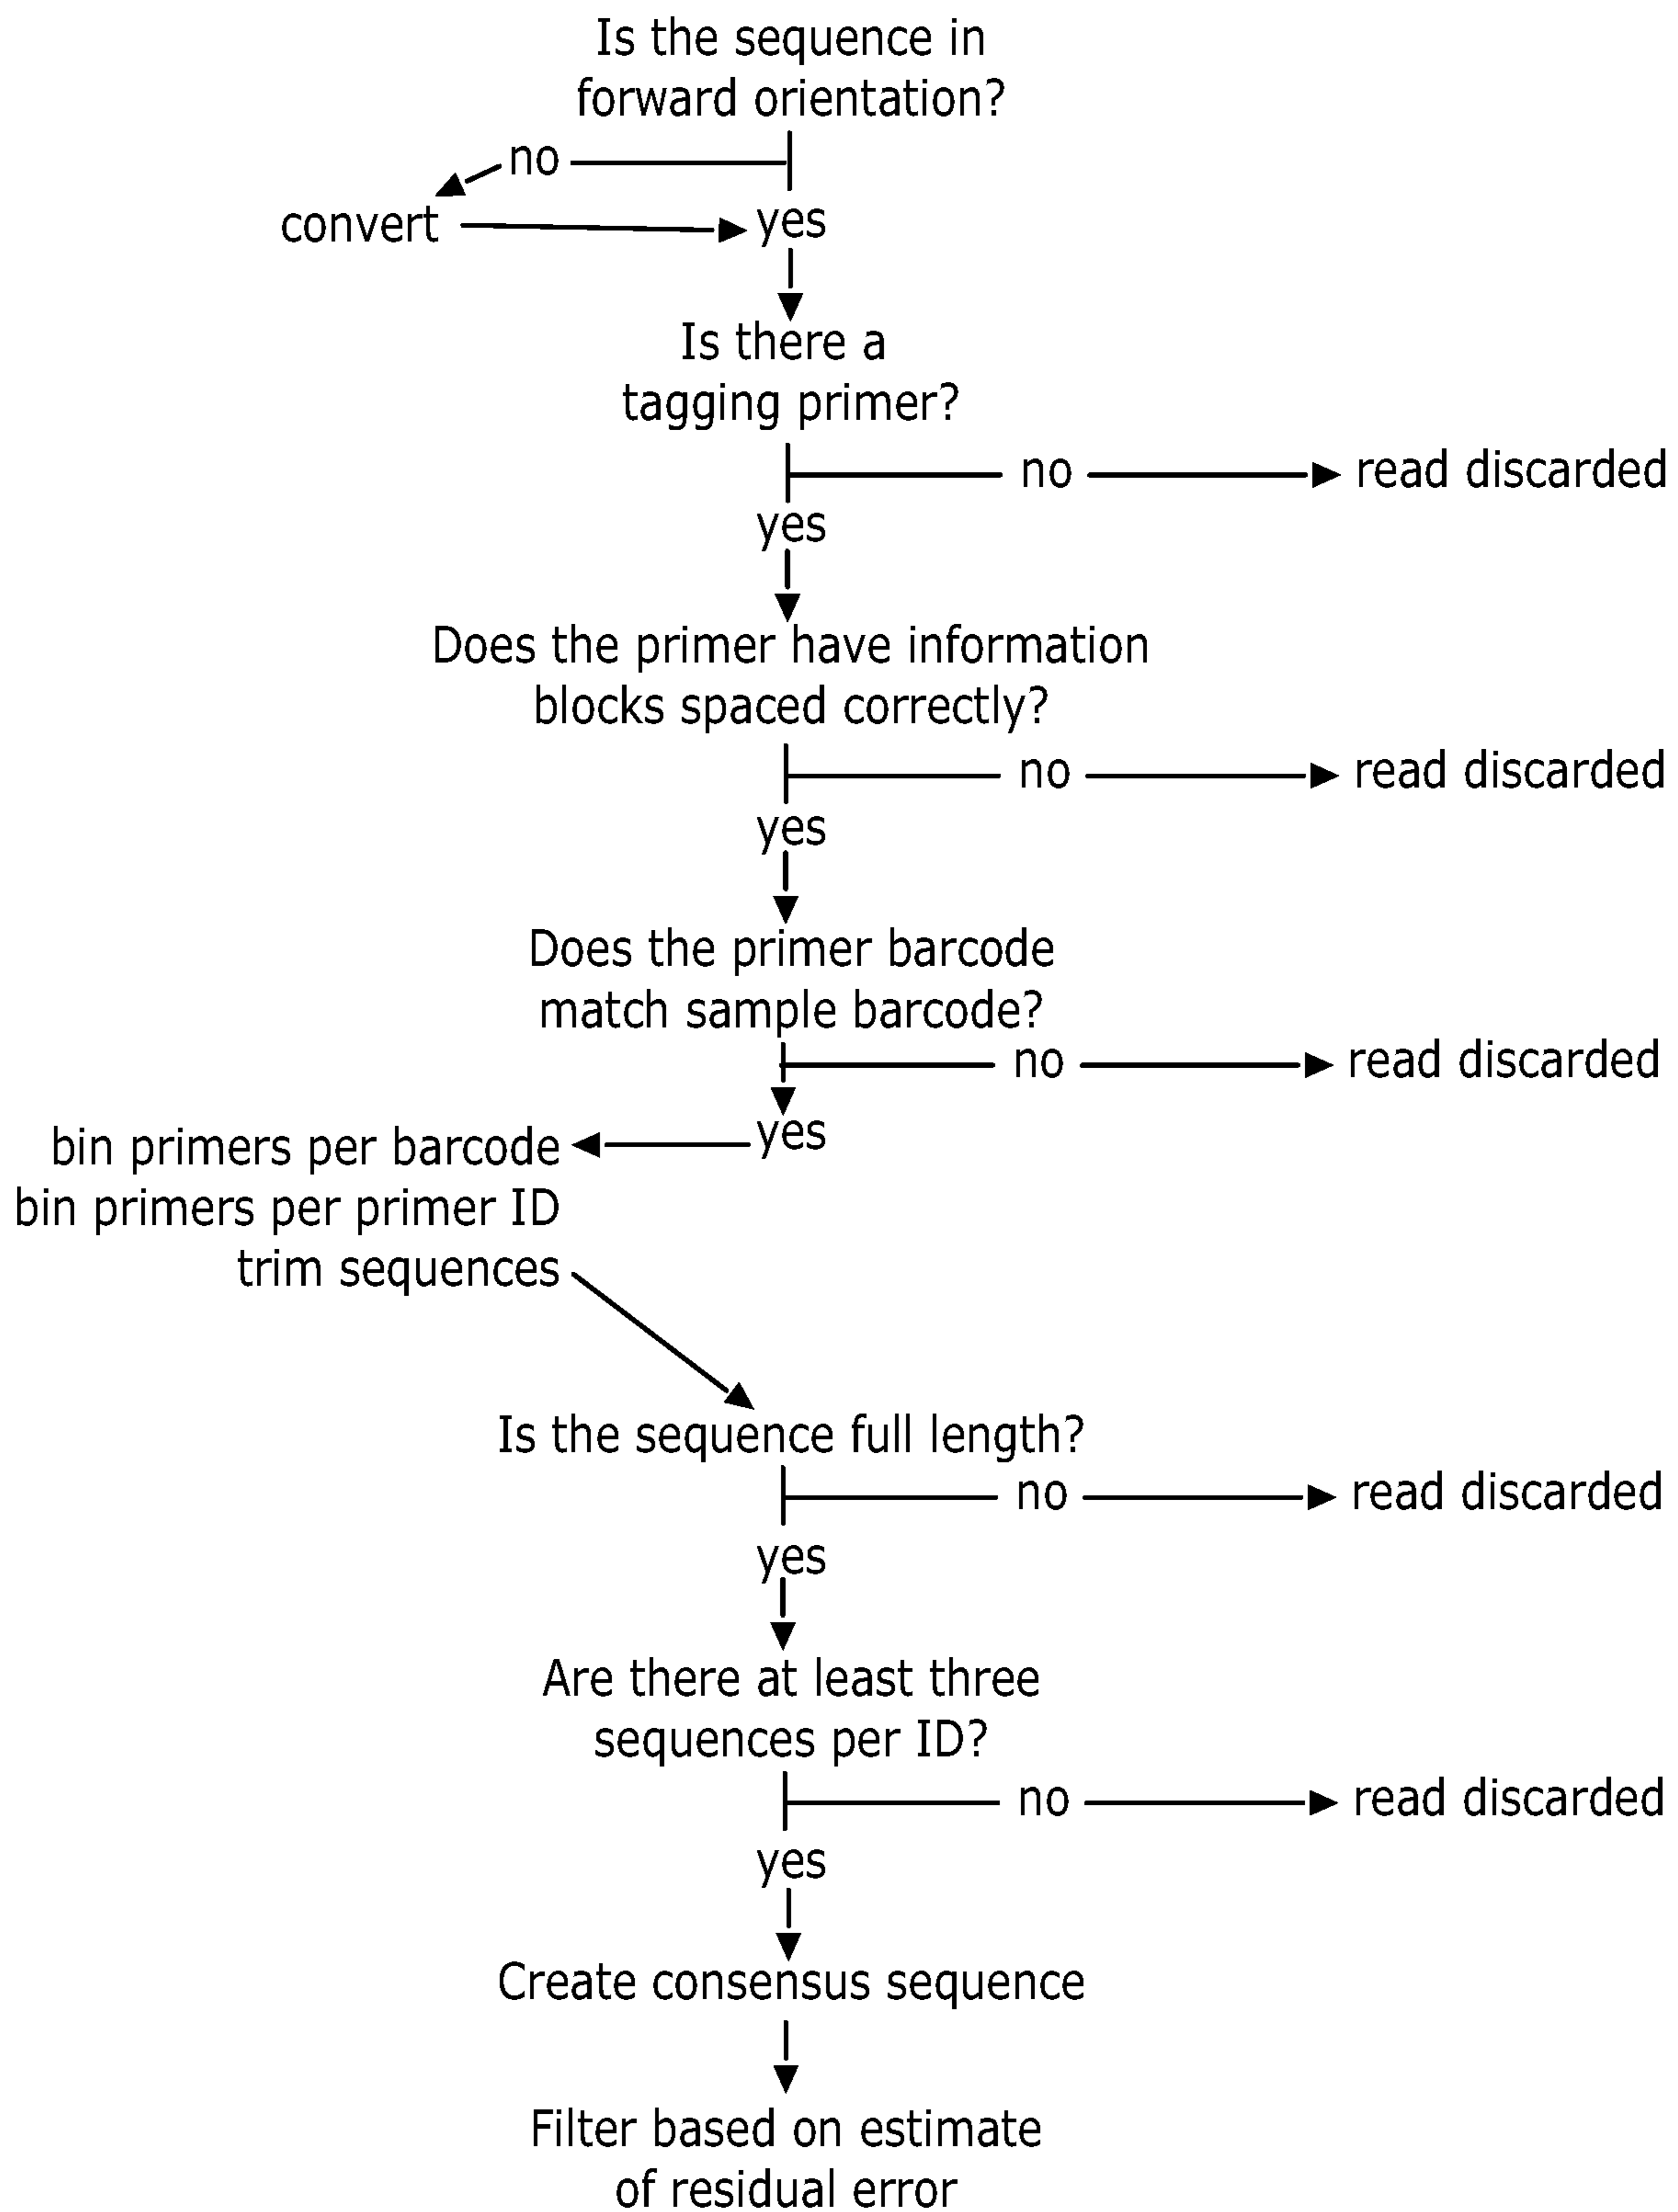 Is the sequence in
forward orientation?
no
convert
yes
Is there a
tagging primer?
no
read discarded
yes
Does the primer have information
blocks spaced correctly?
no
read discarded
yes
Does the primer barcode
match sample barcode?
no
read discarded
yes
bin primers per barcode
bin primers per primer ID
trim sequences
Is the sequence full length?
no
read discarded
yes
Are there at least three
sequences per ID?
no
read discarded
yes
Create consensus sequence
Filter based on estimate
of residual error